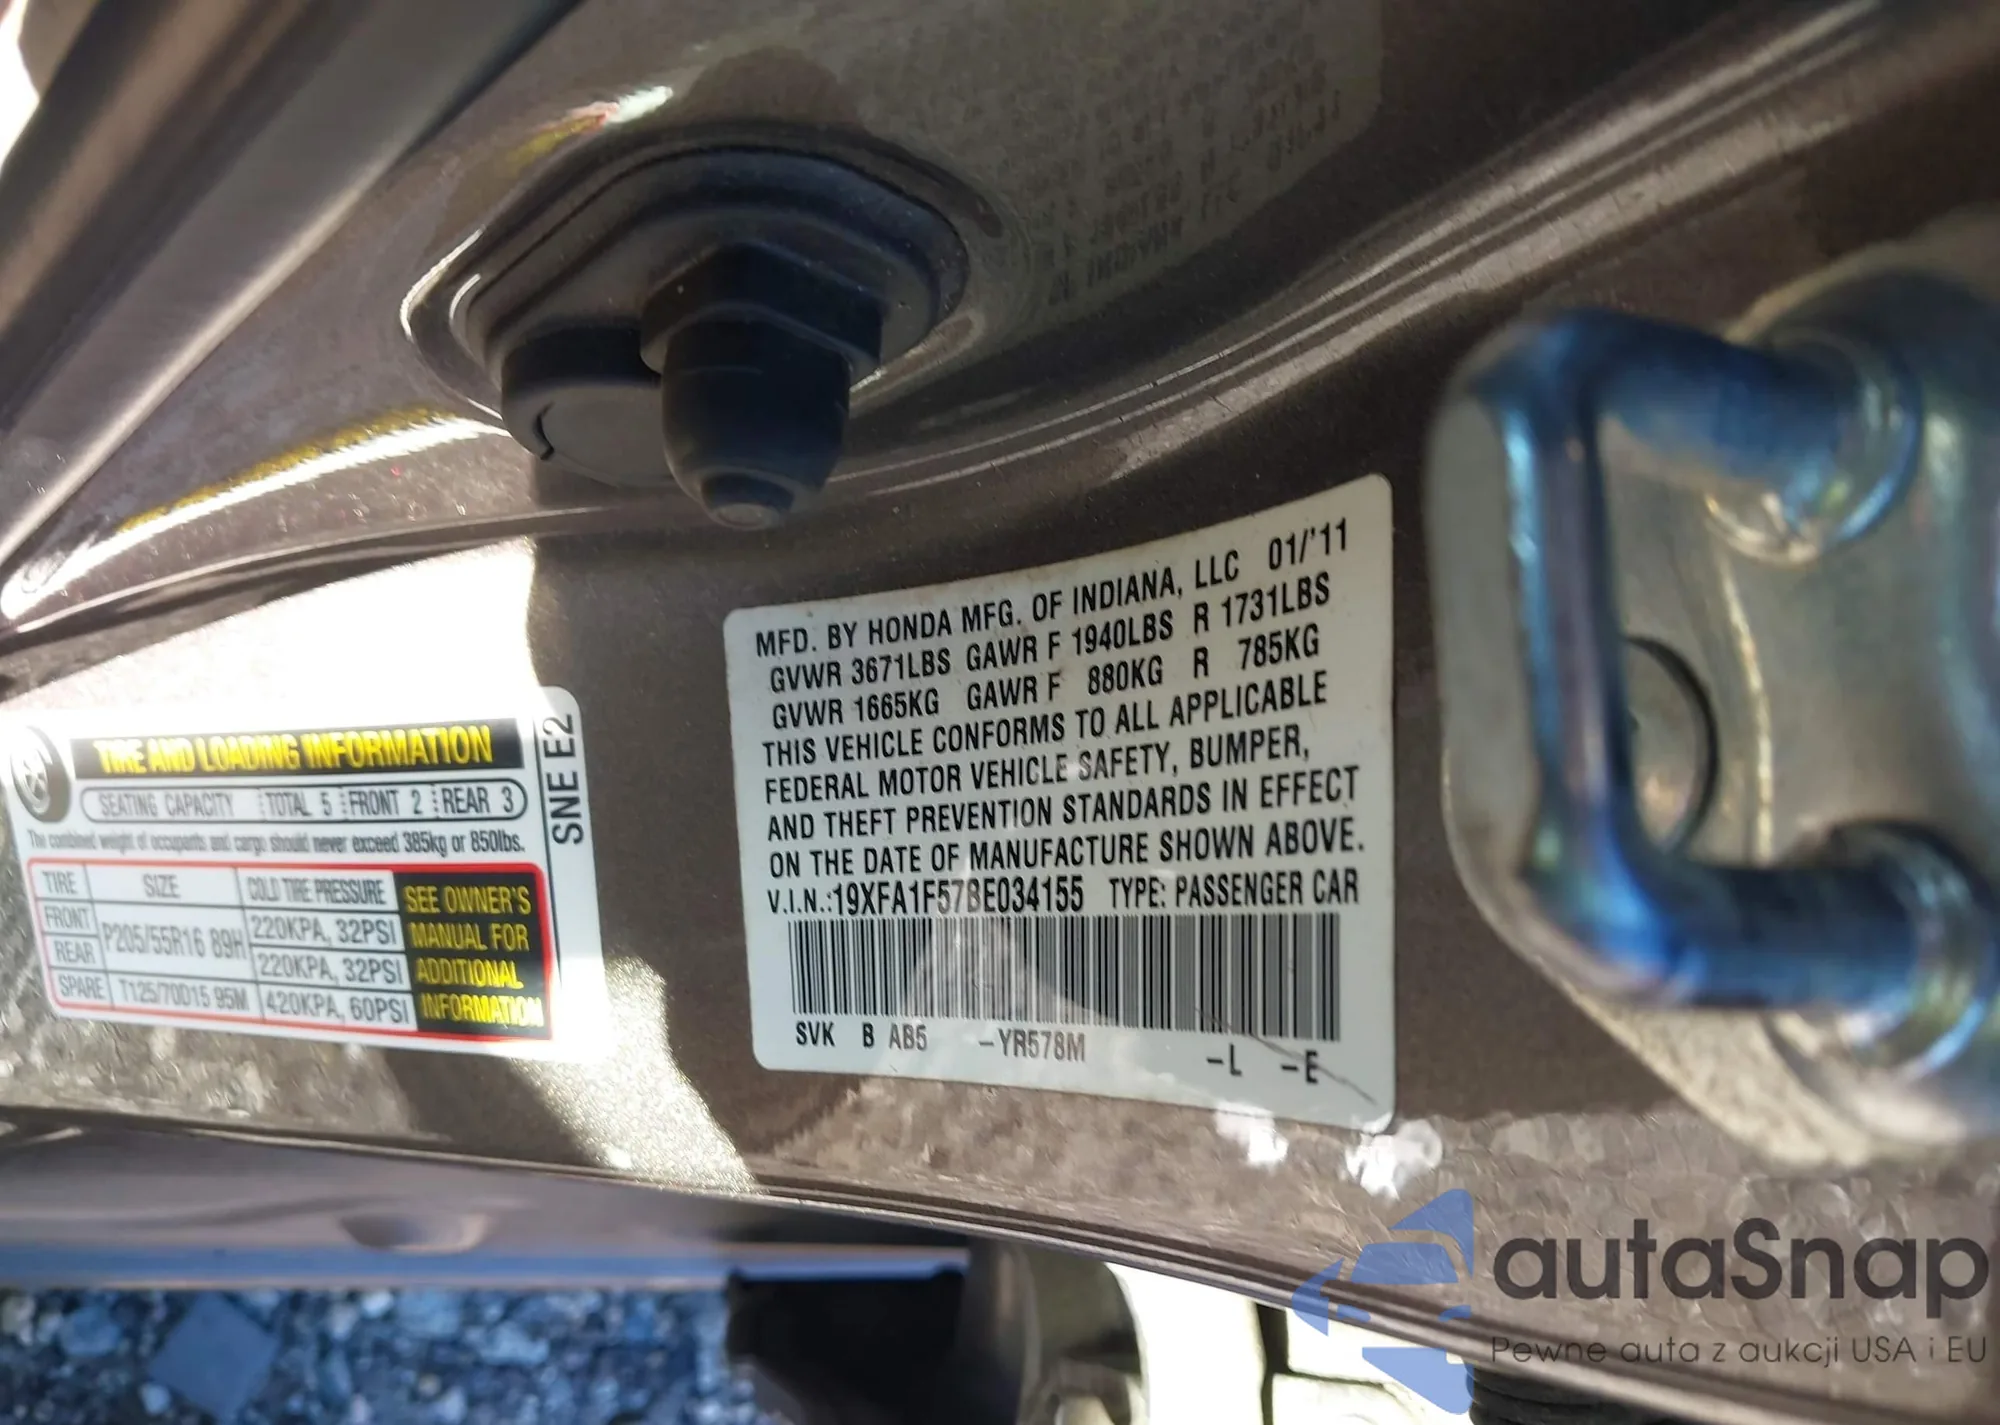 MFD. BY HONDA MFG. OF INDIANA, LLC 01/'11
GVWR 3671LBS GAWR F 1940LBS R 1731LBS
GVWR 1665KG GAWR F 880KG R 785KG
THIS VEHICLE CONFORMS TO ALL APPLICABLE
FEDERAL MOTOR VEHICLE SAFETY, BUMPER,
AND THEFT PREVENTION STANDARDS IN EFFECT
ON THE DATE OF MANUFACTURE SHOWN ABOVE.
V.I.N.:19XFA1F57BE034155 TYPE: PASSENGER CAR
SVK B AB5 -YR578M -L -E
TIRE AND LOADING INFORMATION
SEATING CAPACITY TOTAL 5 FRONT 2 REAR 3
The combined weight of occupants and cargo should never exceed 385kg or 850lbs.
TIRE SIZE COLD TIRE PRESSURE
FRONT P205/55R16 89H 220KPA, 32PSI
REAR 220KPA, 32PSI
SPARE T125/70D15 95M 420KPA, 60PSI
SEE OWNER'S
MANUAL FOR
ADDITIONAL
INFORMATION
SNE E2
autaSnap
Pewne auta z aukcji USA i EU